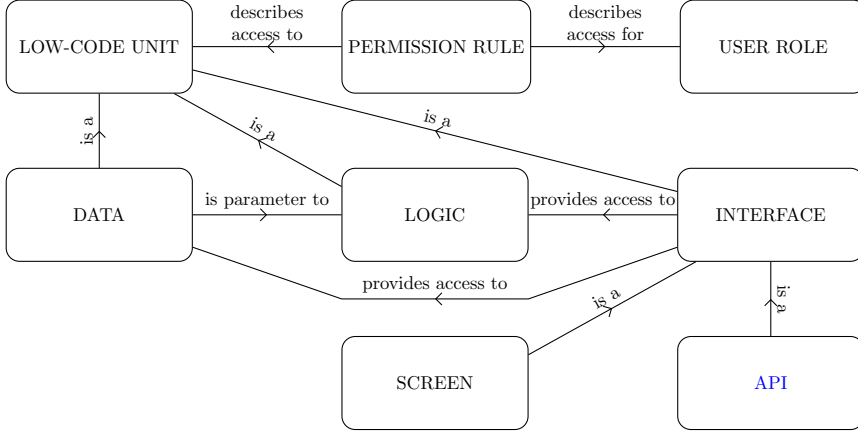 describes
access to
describes
access for
LOW-CODE UNIT
PERMISSION RULE
USER ROLE
is a
is a
is a
DATA
is parameter to
LOGIC
provides access to
INTERFACE
provides access to
is a
is a
SCREEN
API